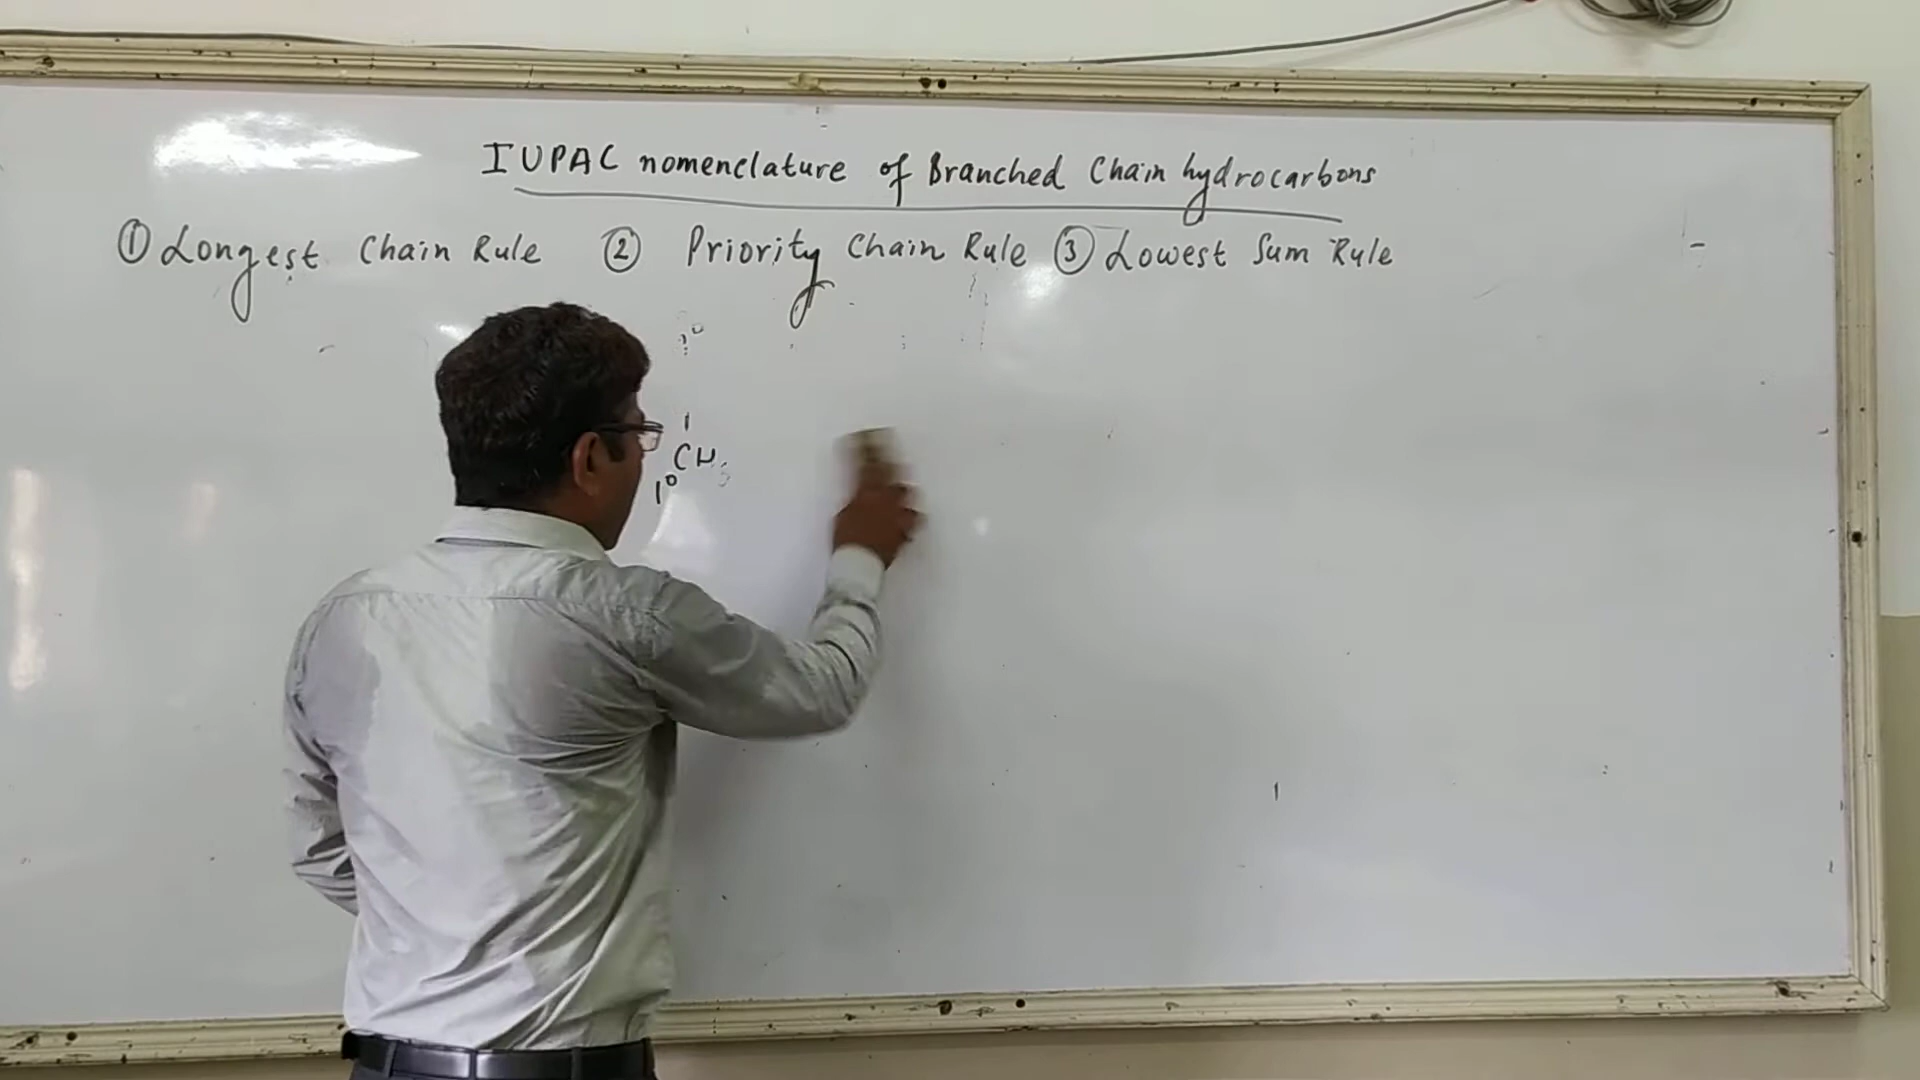 IUPAC nomenclature of Branched Chain hydrocarbons
① Longest Chain Rule ② Priority Chain Rule ③ Lowest Sum Rule
CH3
1°